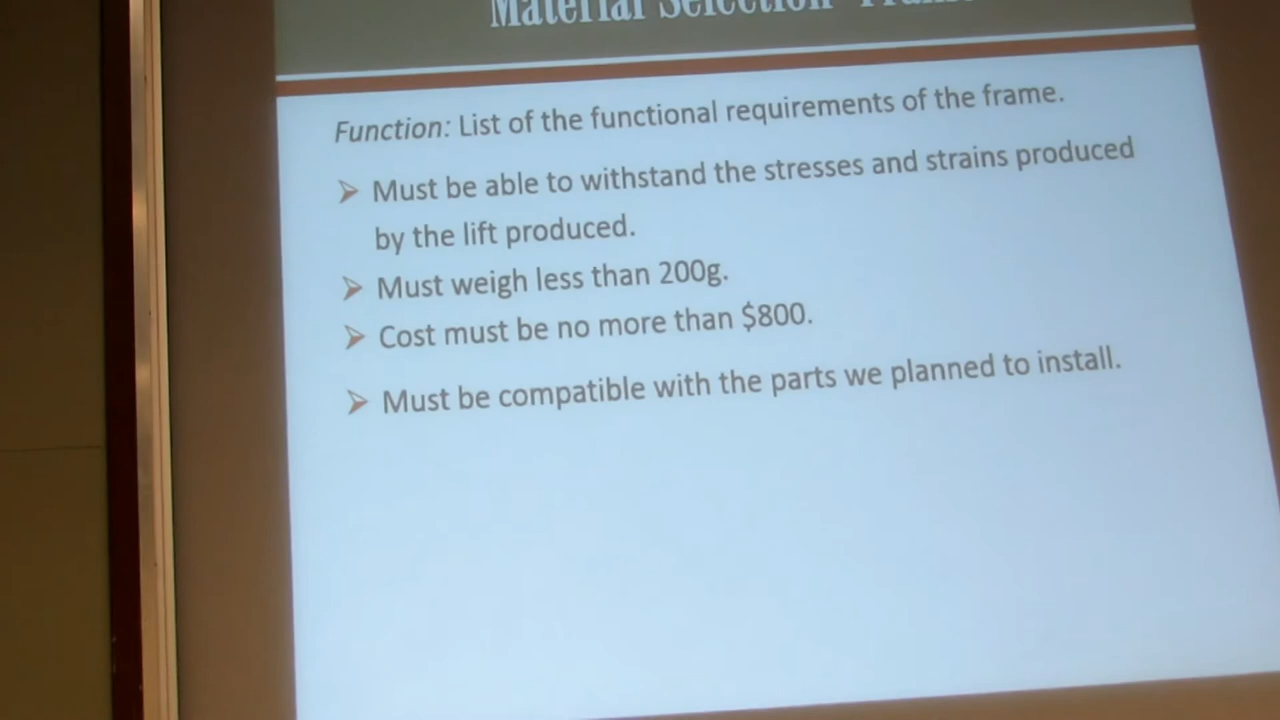 Material Selection
Function: List of the functional requirements of the frame.
Must be able to withstand the stresses and strains produced
by the lift produced.
Must weigh less than 200g.
Cost must be no more than $800.
Must be compatible with the parts we planned to install.